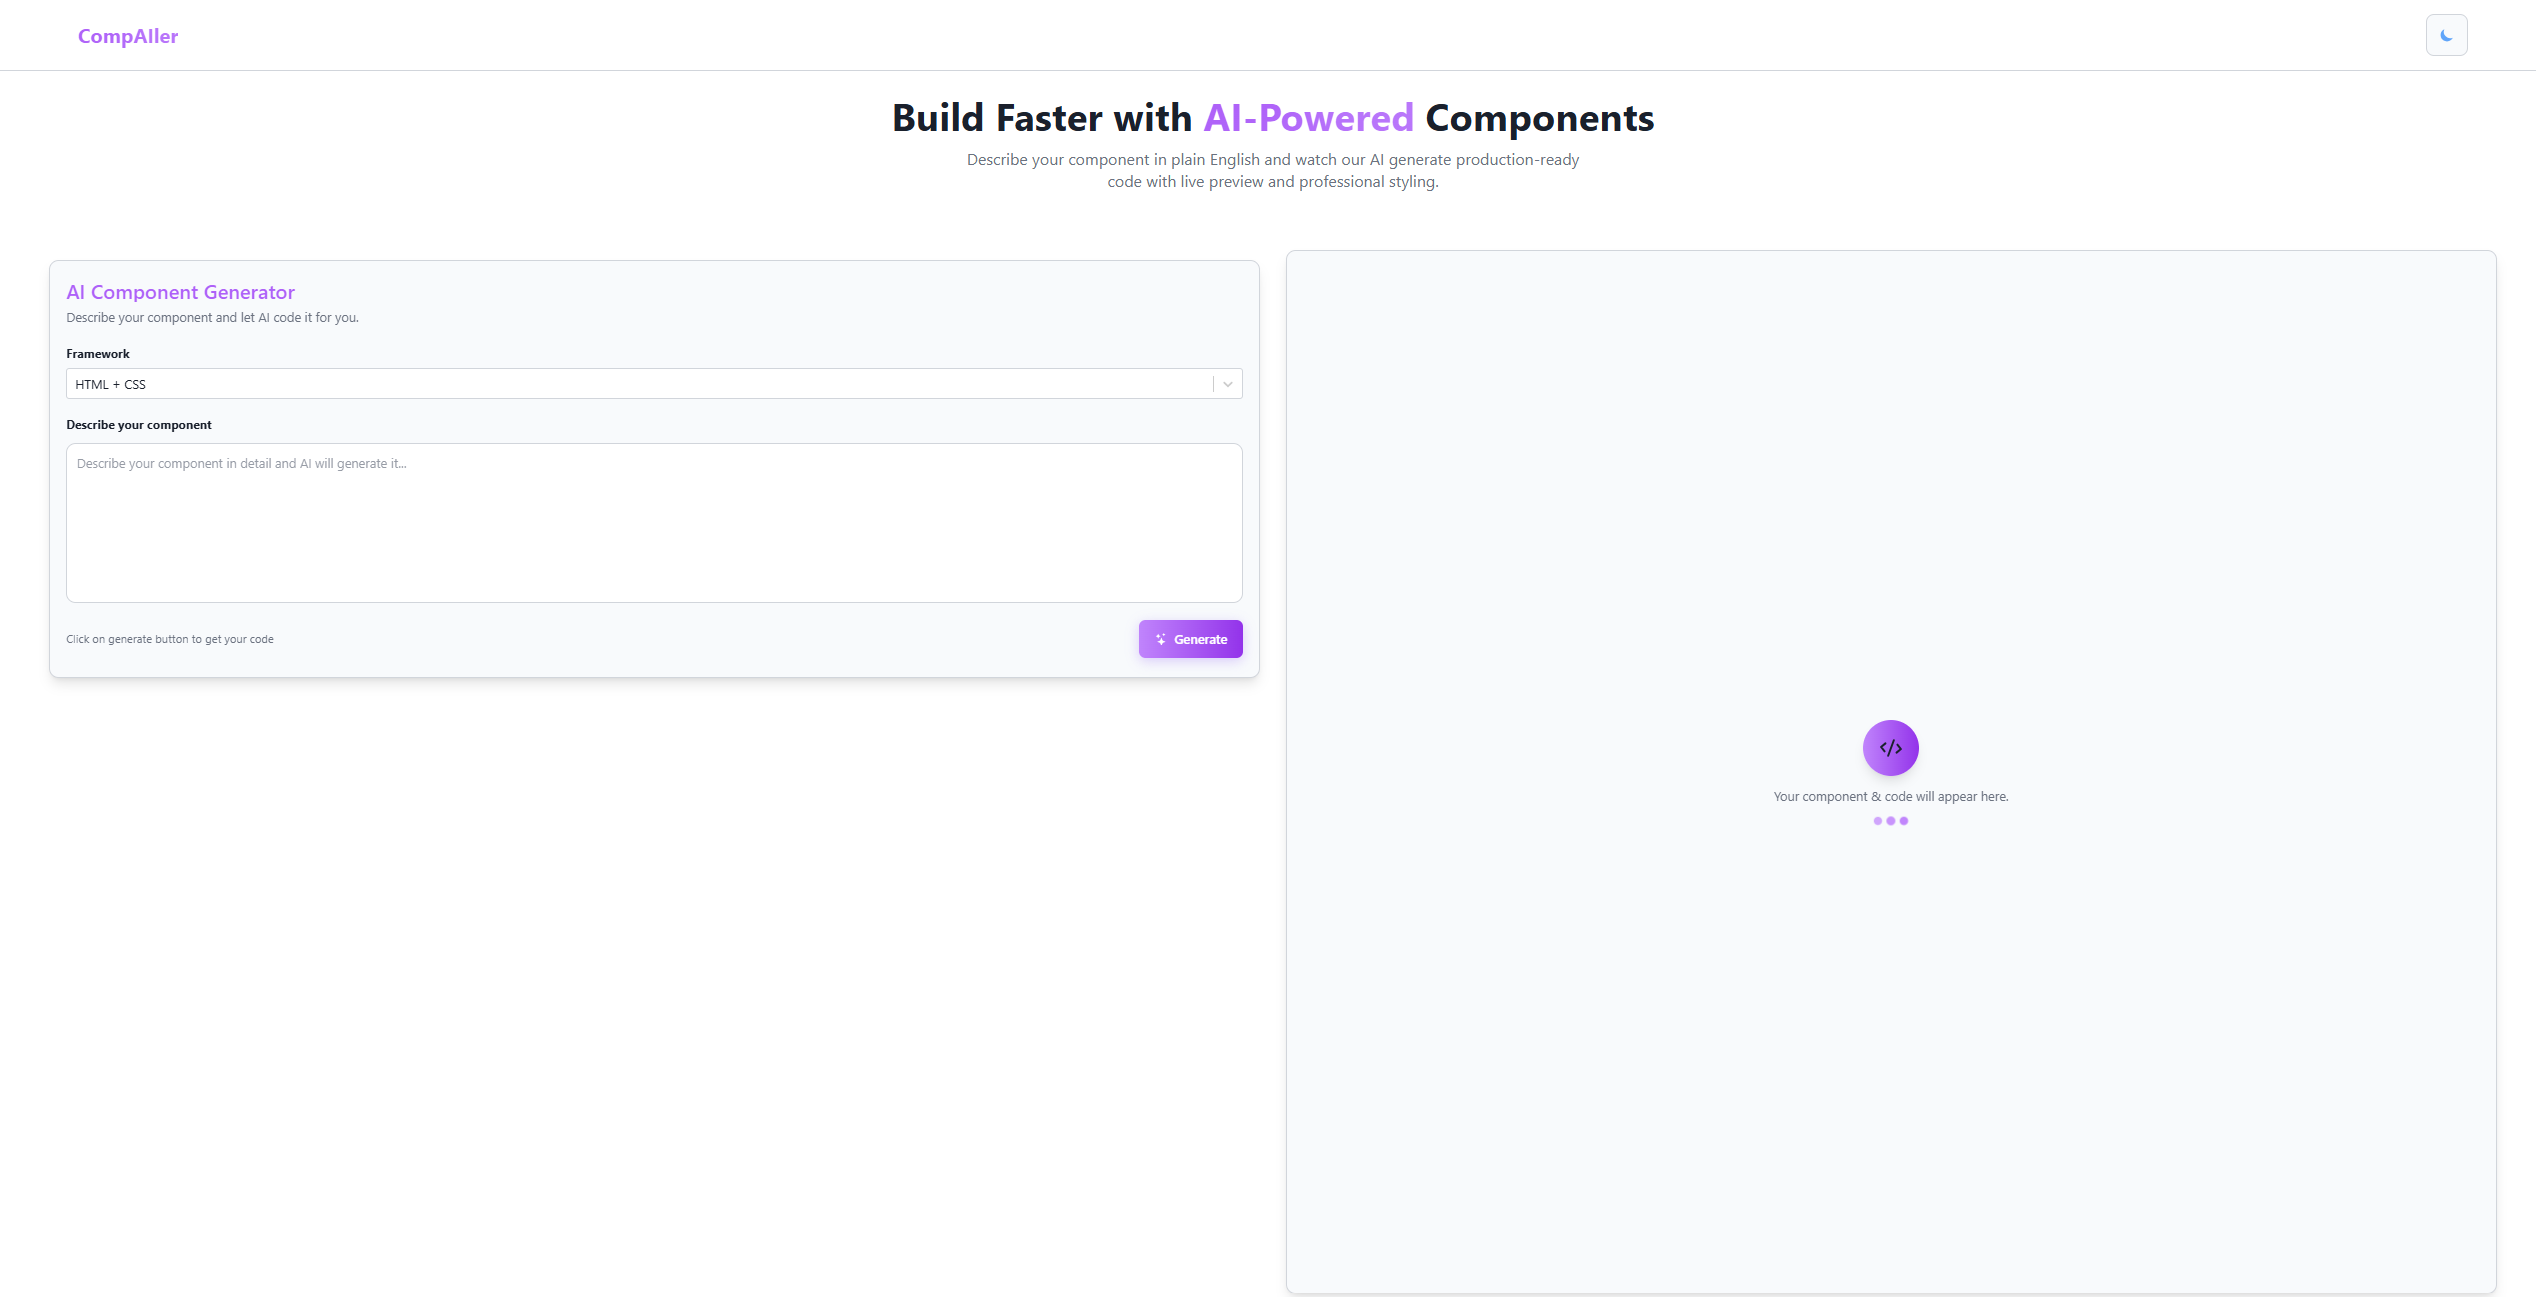 CompAIler
Build Faster with AI-Powered Components
Describe your component in plain English and watch our AI generate production-ready
code with live preview and professional styling.
AI Component Generator
Describe your component and let AI code it for you.
Framework
HTML + CSS
Describe your component
Describe your component in detail and AI will generate it...
Click on generate button to get your code
Generate
</>
Your component & code will appear here.